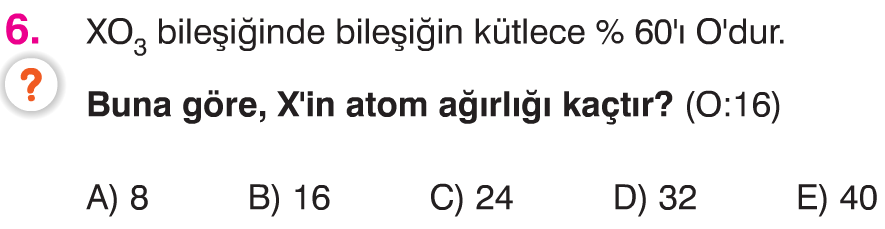 6. XO₃ bileşiğinde bileşiğin kütlece % 60'ı O'dur.
?
Buna göre, X'in atom ağırlığı kaçtır? (O:16)
A) 8 B) 16 C) 24 D) 32 E) 40